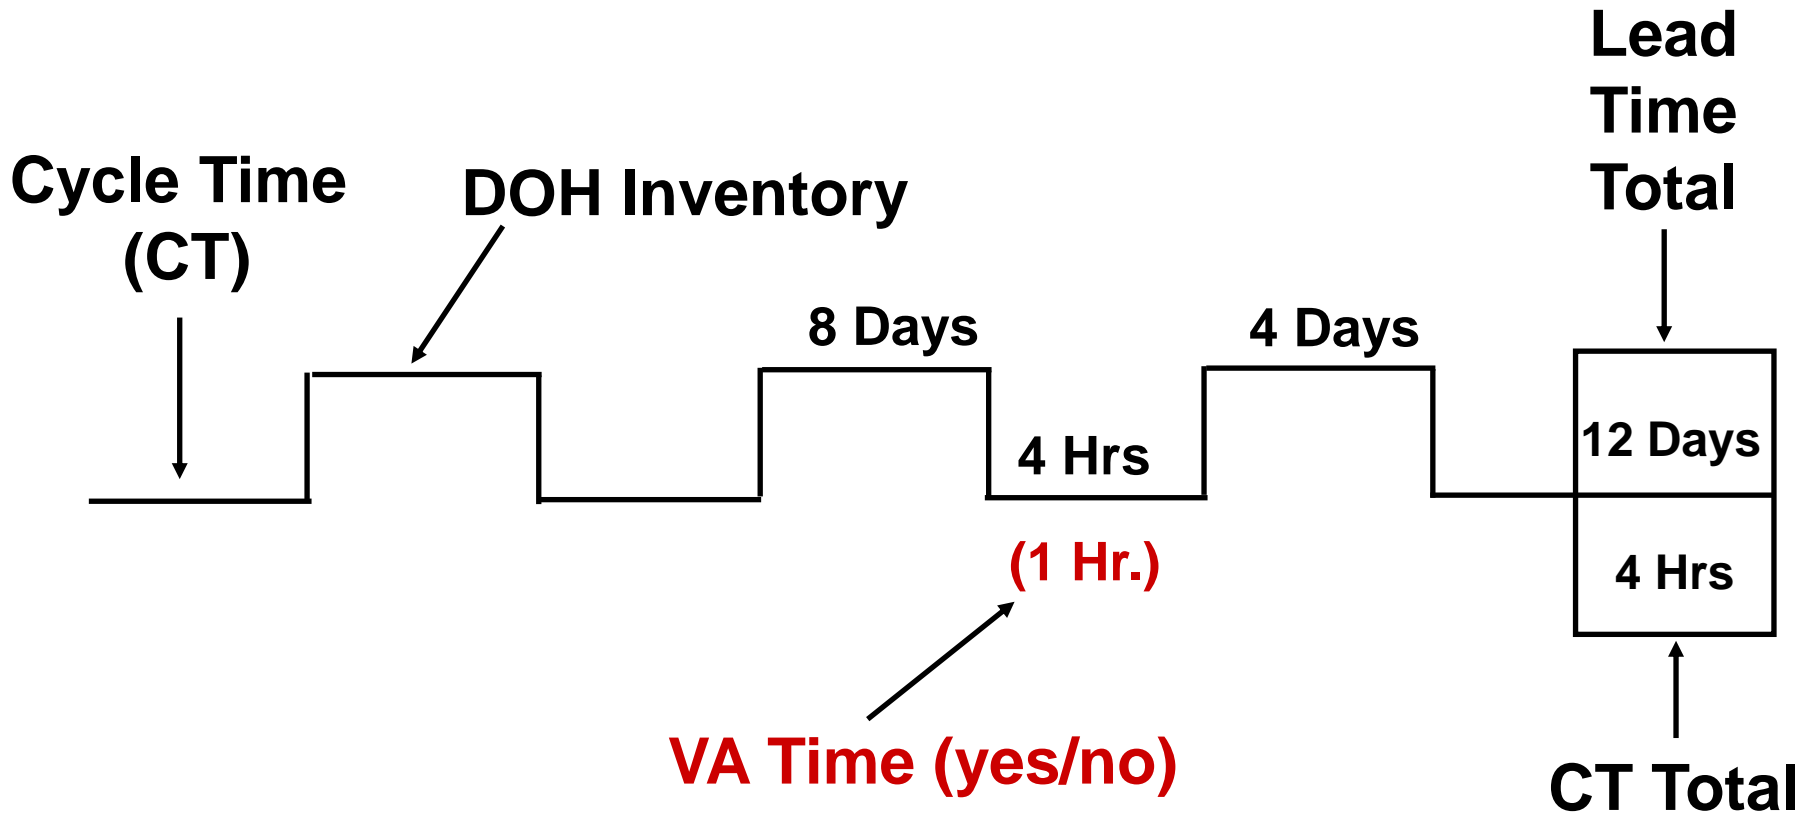 Lead
Time
Total
Cycle Time
(CT)
DOH Inventory
8 Days
4 Days
4 Hrs
12 Days
(1 Hr.)
4 Hrs
VA Time (yes/no)
CT Total